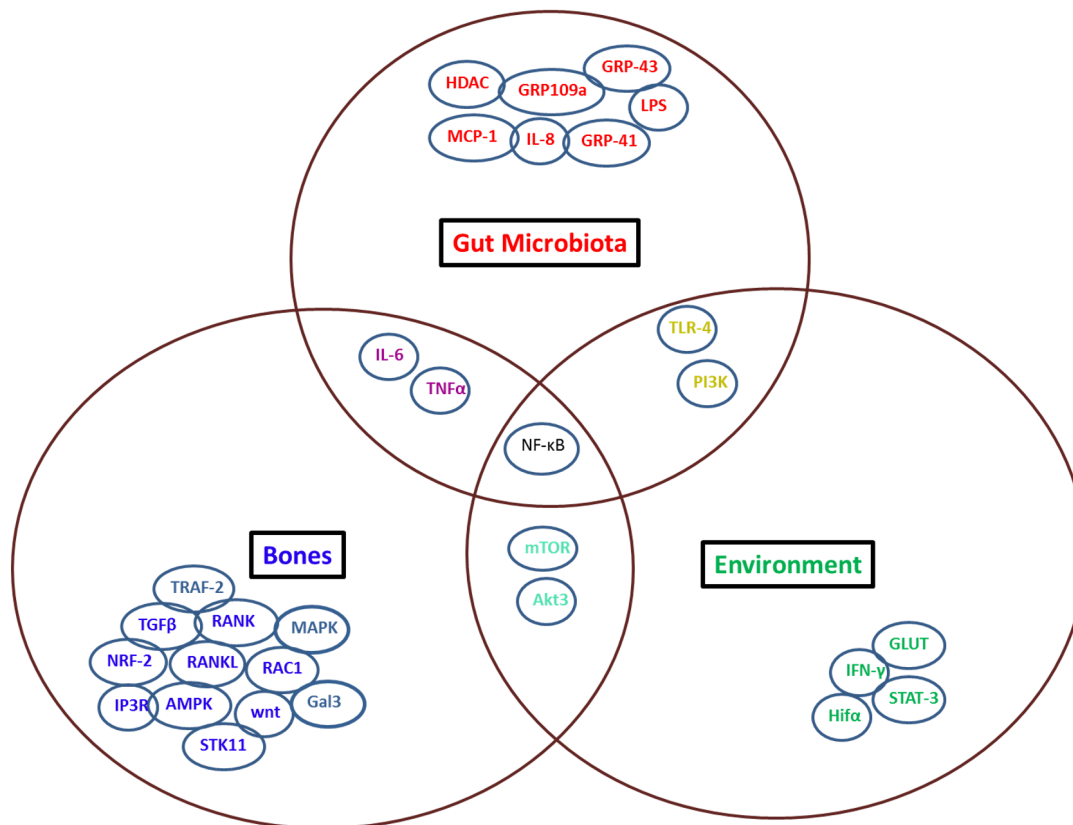 GRP-43
HDAC
GRP109a
LPS
MCP-1
IL-8
GRP-41
Gut Microbiota
TLR-4
IL-6
PI3K
TNFα
NF-κB
Bones
mTOR
Environment
TRAF-2
Akt3
TGFβ
RANK
MAPK
GLUT
NRF-2
RANKL
RAC1
IFN-γ
IP3R
AMPK
wnt
Gal3
STAT-3
Hifα
STK11